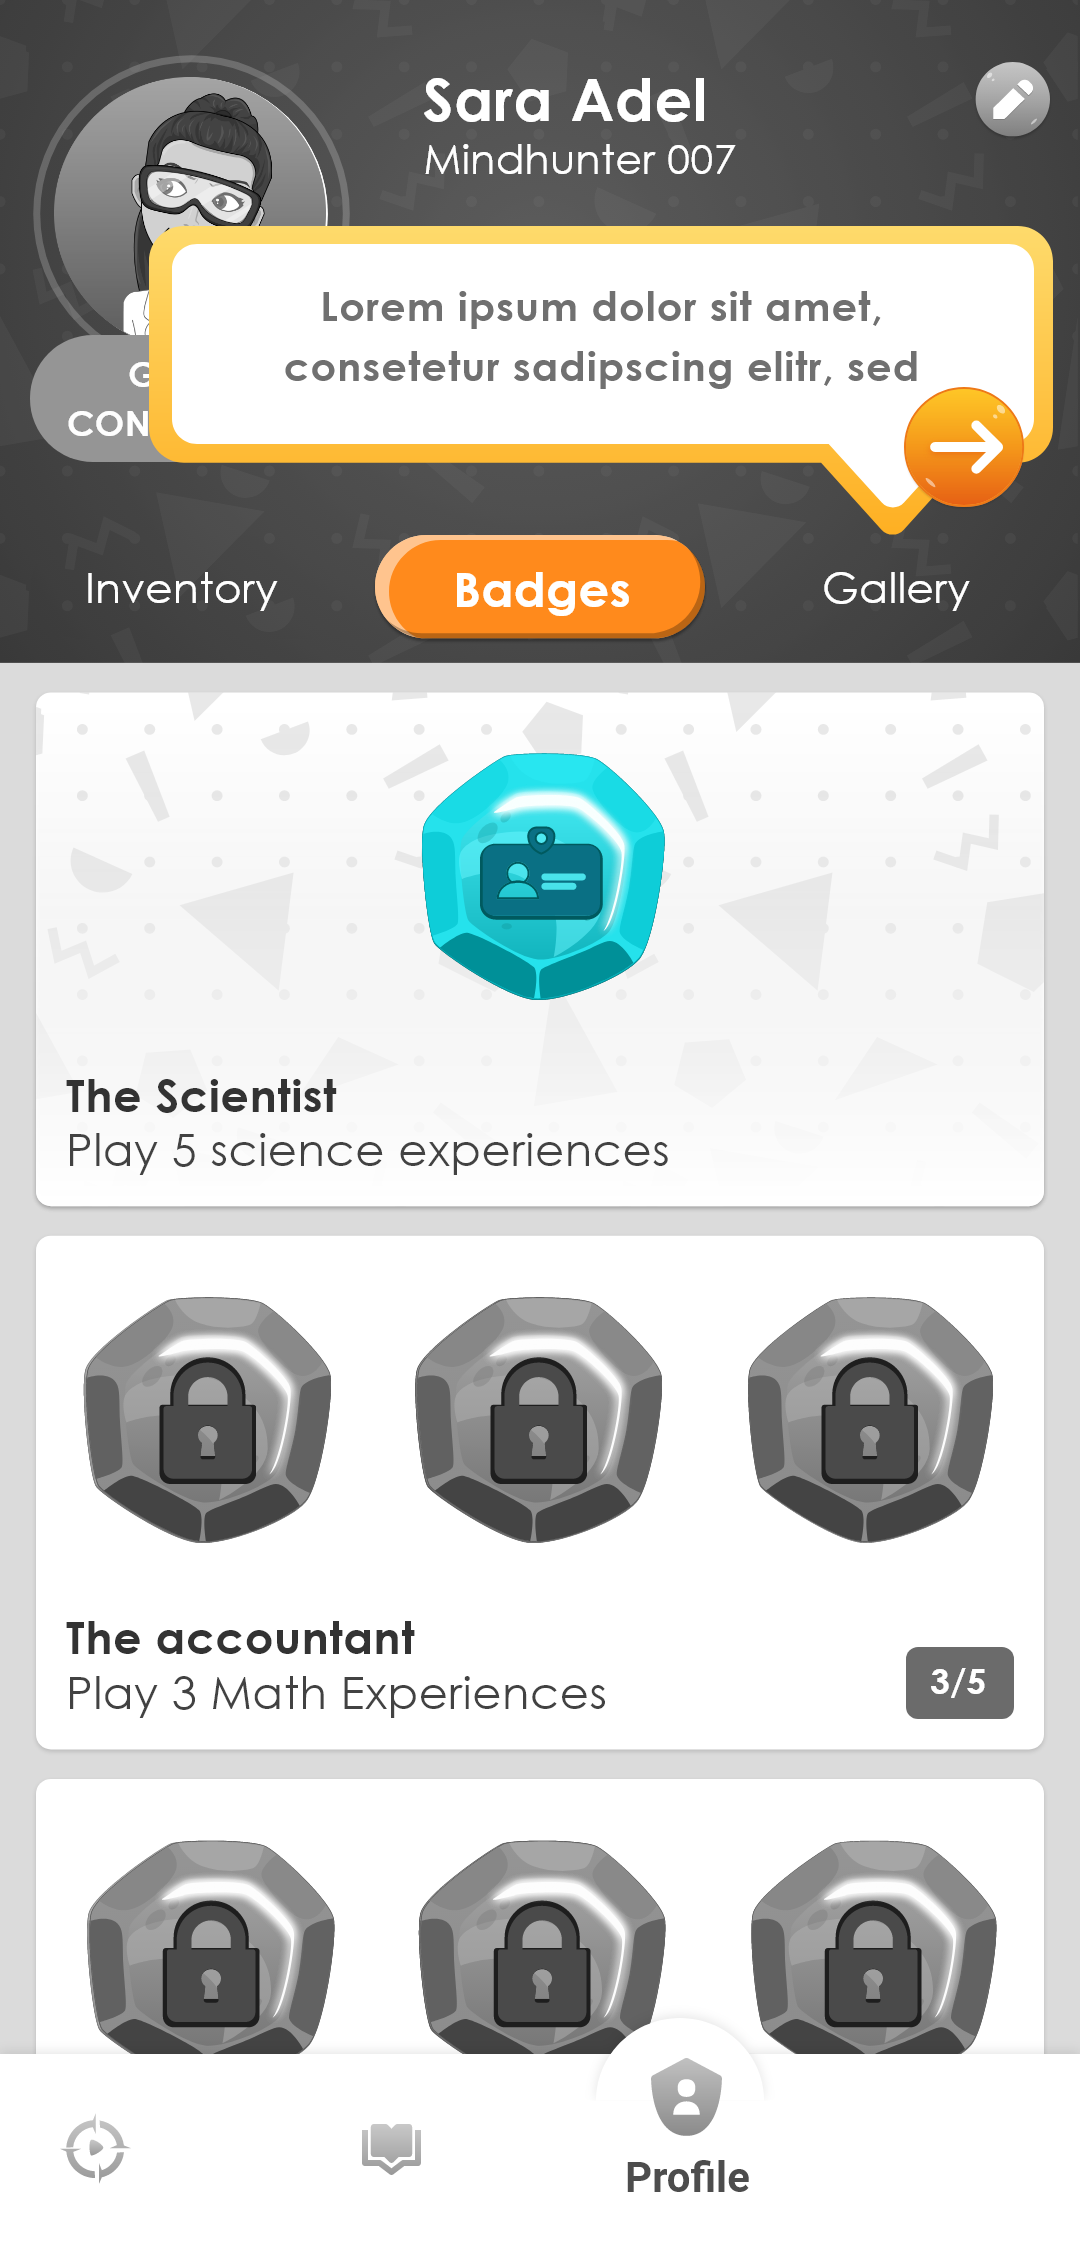 Sara Adel
Mindhunter 007
Lorem ipsum dolor sit amet,
consetetur sadipscing elitr, sed
Inventory
Badges
Gallery
The Scientist
Play 5 science experiences
The accountant
Play 3 Math Experiences
3/5
Profile